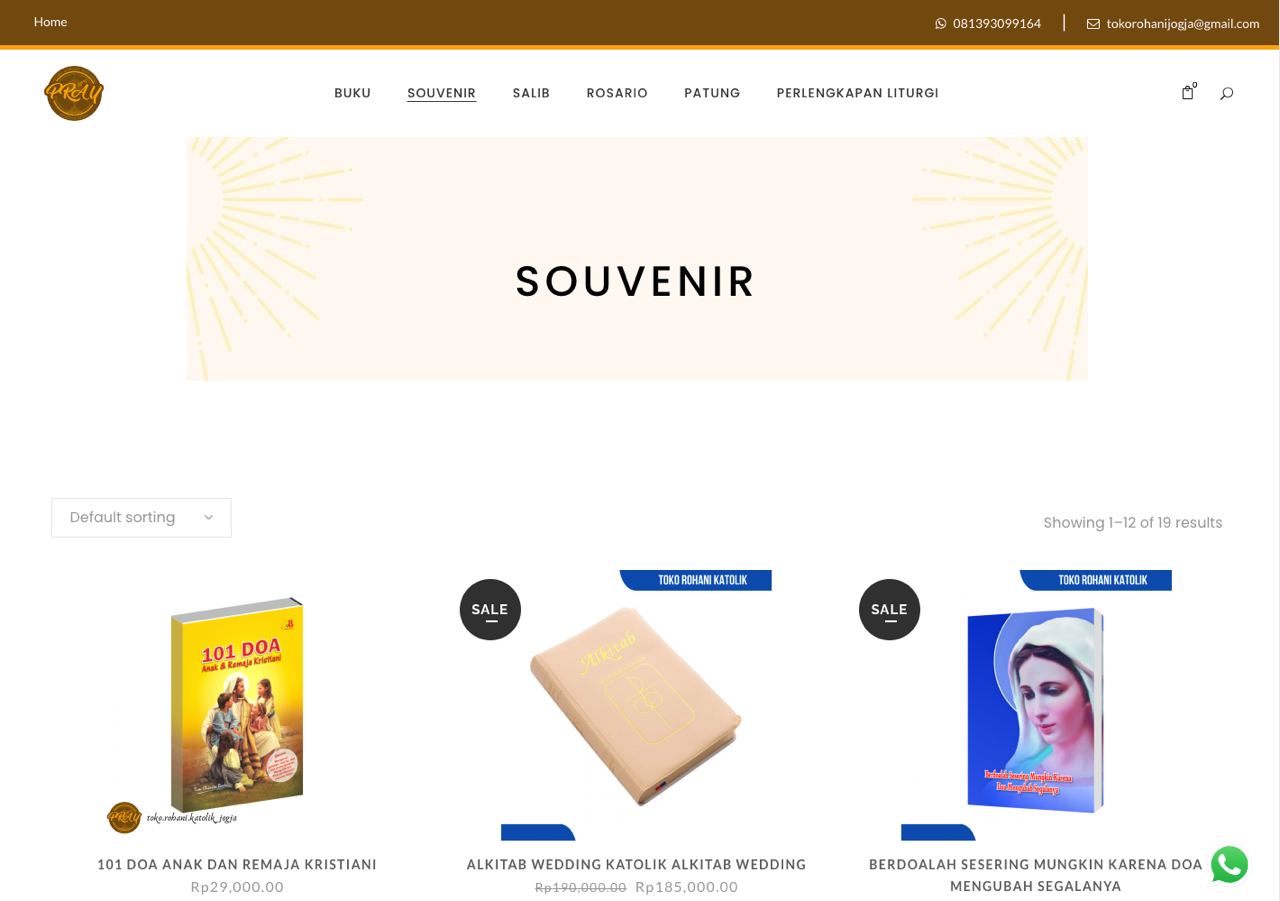 Home
081393099164
tokorohanijogja@gmail.com
PRAY
BUKU SOUVENIR SALIB ROSARIO PATUNG PERLENGKAPAN LITURGI
0
SOUVENIR
Default sorting
Showing 1–12 of 19 results
101 DOA
Anak & Remaja Kristiani
PRAY
toko.rohani.katolik_jogja
101 DOA ANAK DAN REMAJA KRISTIANI
Rp29,000.00
SALE
TOKO ROHANI KATOLIK
Alkitab
ALKITAB WEDDING KATOLIK ALKITAB WEDDING
Rp190,000.00 Rp185,000.00
SALE
TOKO ROHANI KATOLIK
Berdoalah Sesering Mungkin Karena
Doa Mengubah Segalanya
BERDOALAH SESERING MUNGKIN KARENA DOA
MENGUBAH SEGALANYA